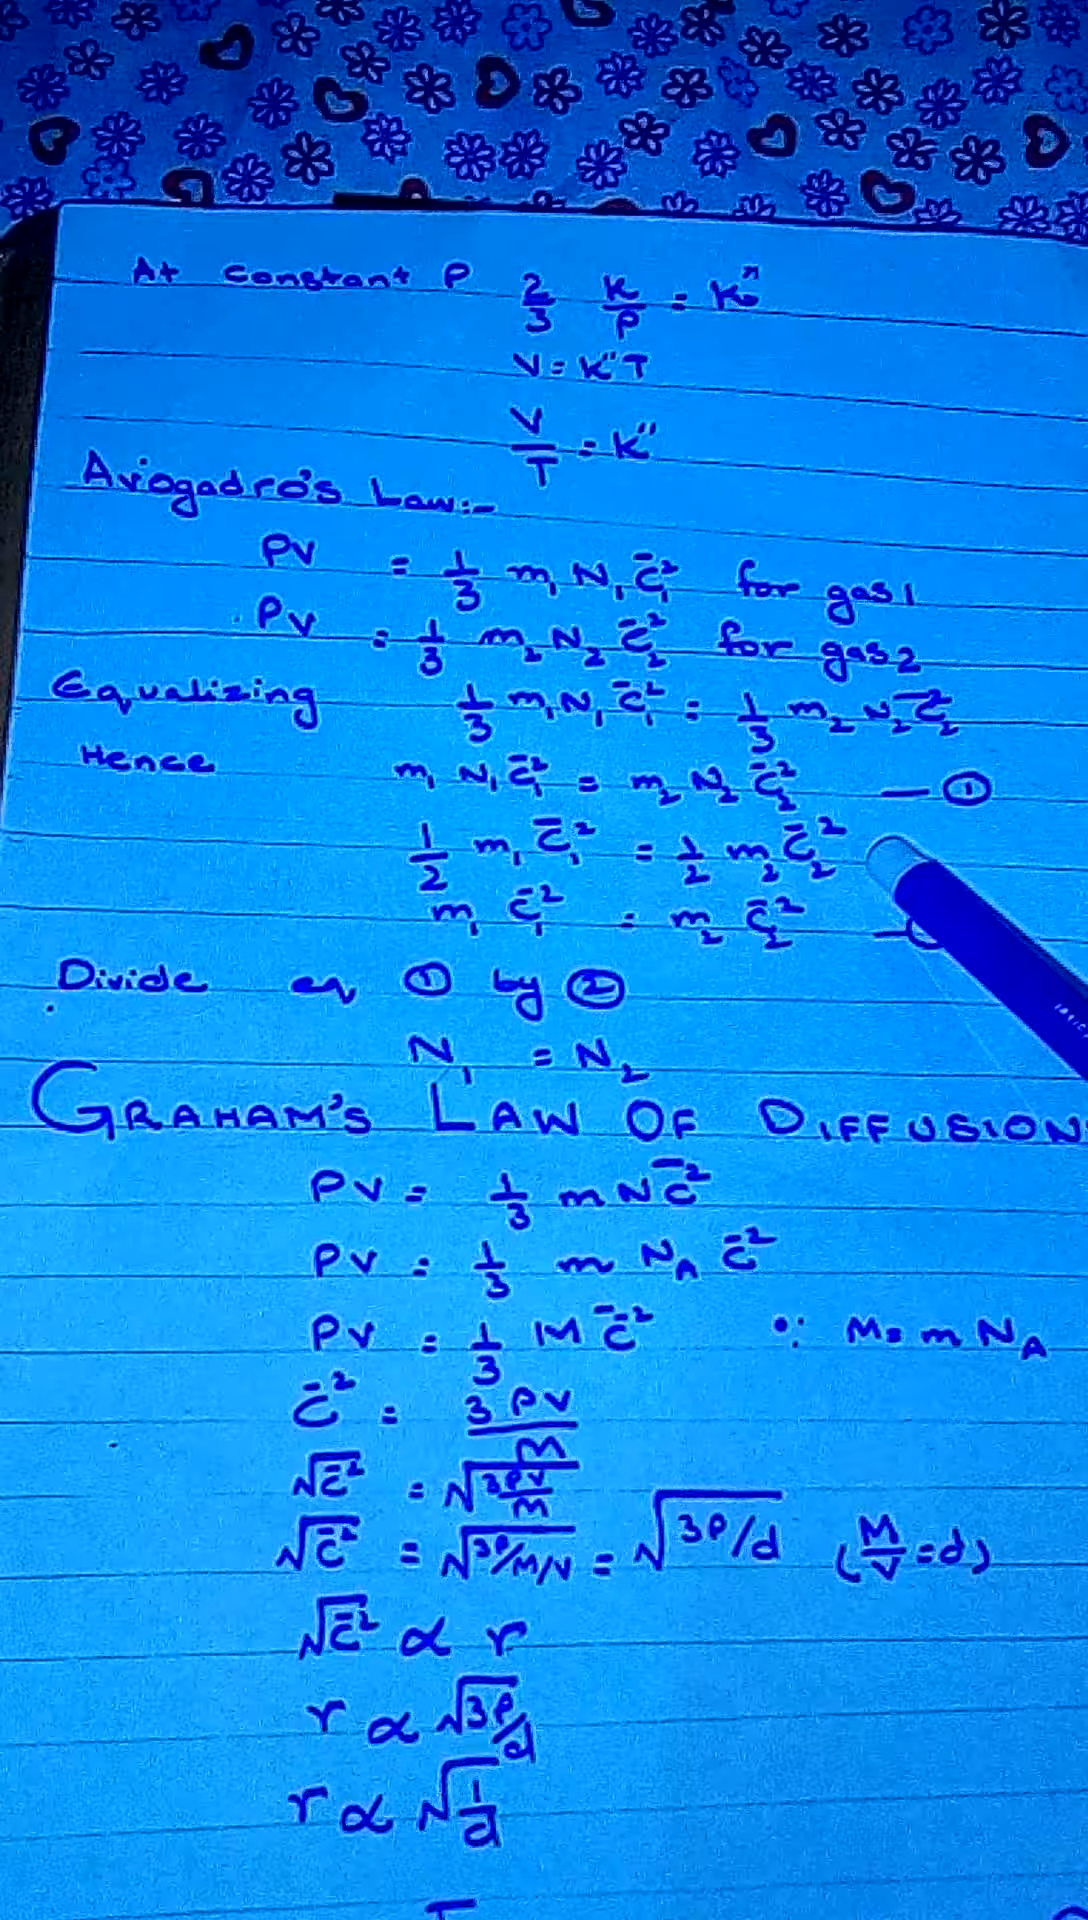 At constant P 2/3 K/P = K"
V = K"T
V/T = K"
Aviogadro's Law:-
PV = 1/3 m₁ N₁ c̄₁² for gas 1
PV = 1/3 m₂ N₂ c̄₂² for gas 2
Equalizing 1/3 m₁ N₁ c̄₁² = 1/3 m₂ N₂ c̄₂²
Hence m₁ N₁ c̄₁² = m₂ N₂ c̄₂² — ①
1/2 m₁ c̄₁² = 1/2 m₂ c̄₂²
m₁ c̄₁² = m₂ c̄₂² —
Divide eq ① by ②
N₁ = N₂
GRAHAM'S LAW OF DIFFUSION:
PV = 1/3 m N c̄²
PV = 1/3 m N_A c̄²
PV = 1/3 M c̄² ∵ M = m N_A
c̄² = 3PV/M
√c̄² = √3PV/M
√c̄² = √3P/M/V = √3P/d (M/V = d)
√c̄² ∝ r
r ∝ √3P/d
r ∝ √1/d